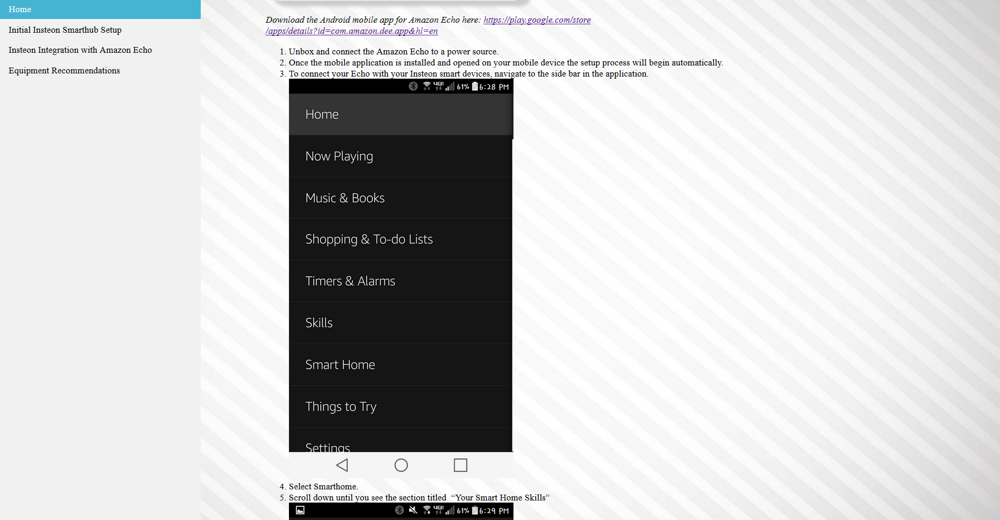 Home
Initial Insteon Smarthub Setup
Insteon Integration with Amazon Echo
Equipment Recommendations
Download the Android mobile app for Amazon Echo here: https://play.google.com/store
/apps/details?id=com.amazon.dee.app&hl=en
1. Unbox and connect the Amazon Echo to a power source.
2. Once the mobile application is installed and opened on your mobile device the setup process will begin automatically.
3. To connect your Echo with your Insteon smart devices, navigate to the side bar in the application.
4G 61% 6:28 PM
Home
Now Playing
Music & Books
Shopping & To-do Lists
Timers & Alarms
Skills
Smart Home
Things to Try
Settings
4. Select Smarthome.
5. Scroll down until you see the section titled  “Your Smart Home Skills”
4G 61% 6:29 PM